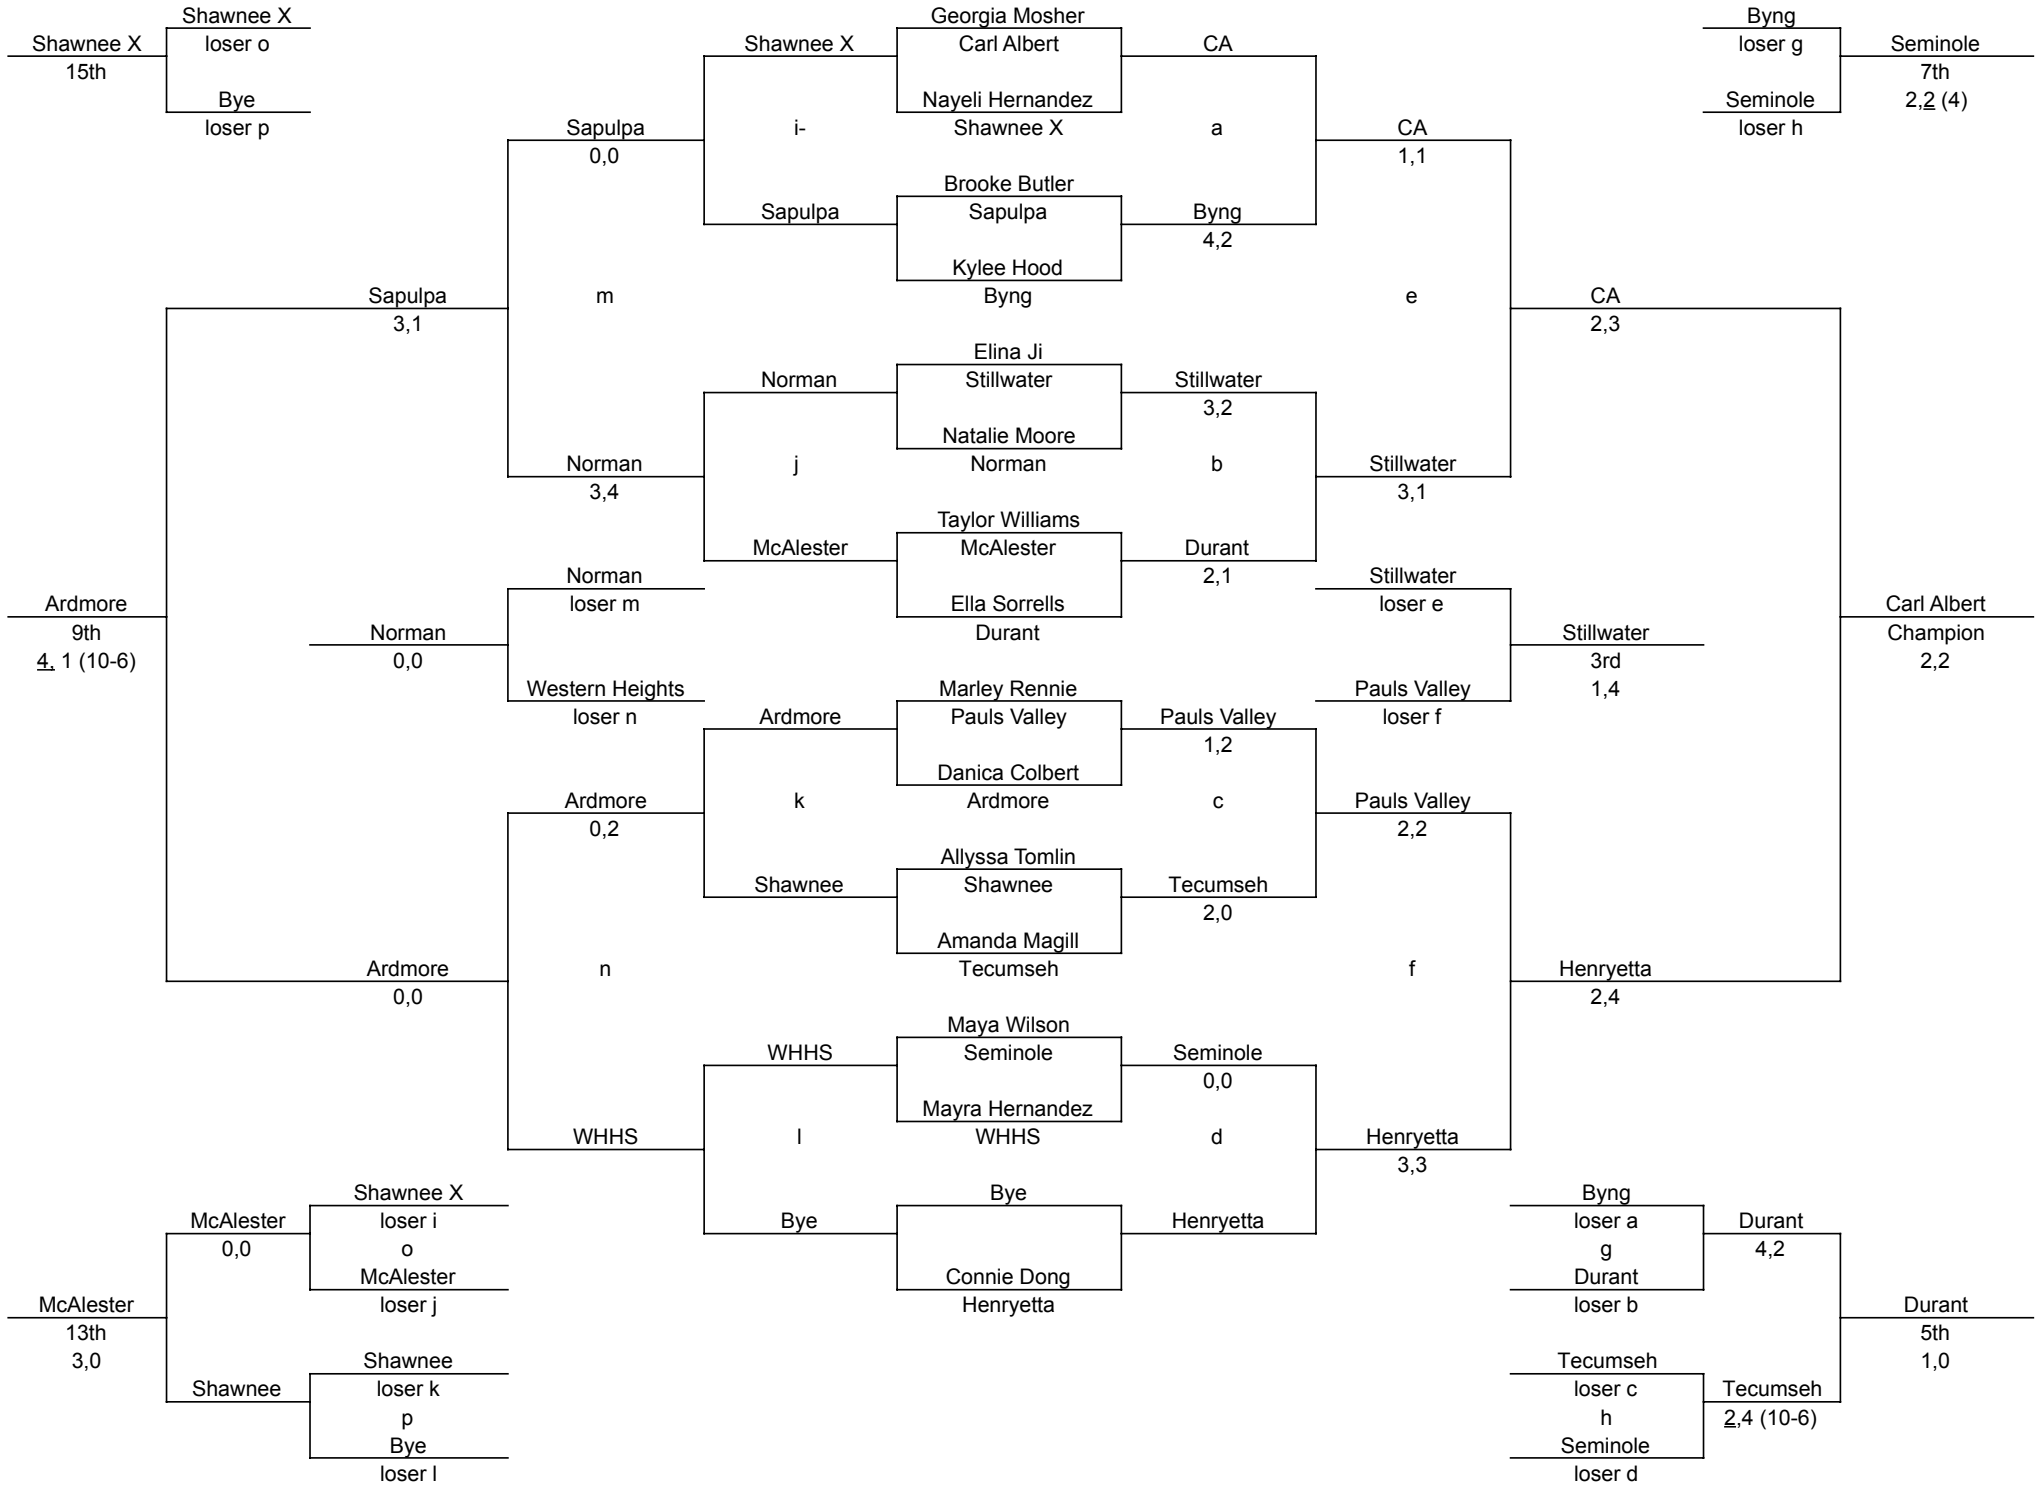 Shawnee X
Georgia Mosher
Byng
Shawnee X
loser o
Shawnee X
Carl Albert
CA
loser g
Seminole
15th
7th
Bye
Nayeli Hernandez
Seminole
2,2 (4)
loser p
Sapulpa
i-
Shawnee X
a
CA
loser h
0,0
1,1
Brooke Butler
Sapulpa
Sapulpa
Byng
4,2
Kylee Hood
Sapulpa
m
Byng
e
CA
3,1
2,3
Elina Ji
Norman
Stillwater
Stillwater
3,2
Natalie Moore
Norman
j
Norman
b
Stillwater
3,4
3,1
Taylor Williams
McAlester
McAlester
Durant
Norman
2,1
Stillwater
Ardmore
loser m
Ella Sorrells
loser e
Carl Albert
9th
Norman
Durant
Stillwater
Champion
4, 1 (10-6)
0,0
3rd
2,2
Western Heights
Marley Rennie
Pauls Valley
1,4
loser n
Ardmore
Pauls Valley
Pauls Valley
loser f
1,2
Danica Colbert
Ardmore
k
Ardmore
c
Pauls Valley
0,2
2,2
Allyssa Tomlin
Shawnee
Shawnee
Tecumseh
2,0
Amanda Magill
Ardmore
n
Tecumseh
f
Henryetta
0,0
2,4
Maya Wilson
WHHS
Seminole
Seminole
0,0
Mayra Hernandez
WHHS
l
WHHS
d
Henryetta
3,3
Shawnee X
Bye
Byng
McAlester
loser i
Bye
Henryetta
loser a
Durant
0,0
o
g
4,2
McAlester
Connie Dong
Durant
McAlester
loser j
Henryetta
loser b
Durant
13th
5th
3,0
Shawnee
Tecumseh
1,0
Shawnee
loser k
loser c
Tecumseh
p
h
2,4 (10-6)
Bye
Seminole
loser l
loser d